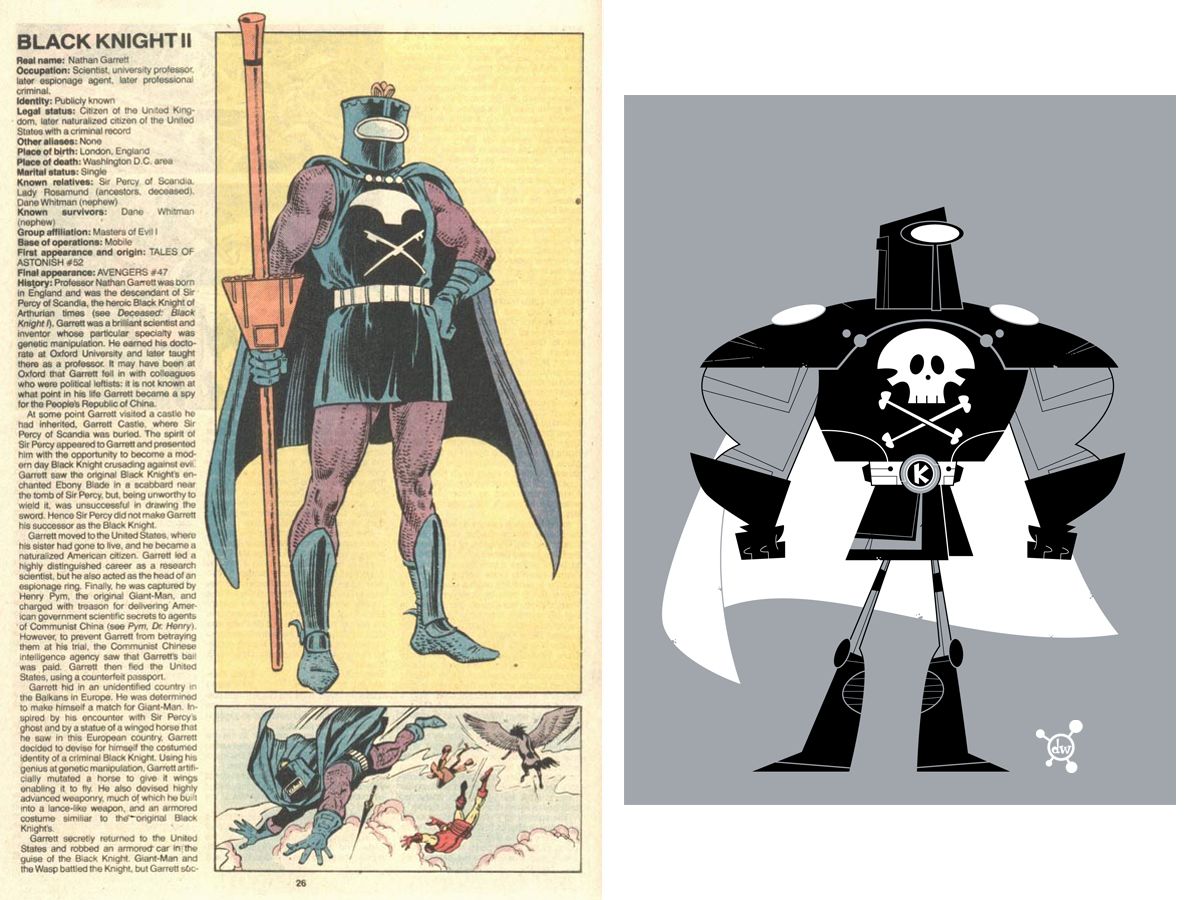 BLACK KNIGHT II
Real name: Nathan Garrett
Occupation: Scientist, university professor,
later espionage agent, later professional
criminal.
Identity: Publicly known
Legal status: Citizen of the United King-
dom, later naturalized citizen of the United
States with a criminal record
Other aliases: None
Place of birth: London, England
Place of death: Washington D.C. area
Marital status: Single
Known relatives: Sir Percy of Scandia,
Lady Rosamund (ancestors, deceased),
Dane Whitman (nephew)
Known survivors: Dane Whitman
(nephew)
Group affiliation: Masters of Evil I
Base of operations: Mobile
First appearance and origin: TALES OF
ASTONISH #52
Final appearance: AVENGERS #47
History: Professor Nathan Garrett was born
in England and was the descendant of Sir
Percy of Scandia, the heroic Black Knight of
Arthurian times (see Deceased: Black
Knight I). Garrett was a brilliant scientist and
inventor whose particular specialty was
genetic manipulation. He earned his docto-
rate at Oxford University and later taught
there as a professor. It may have been at
Oxford that Garrett fell in with colleagues
who were political leftists: it is not known at
what point in his life Garrett became a spy
for the People's Republic of China.
At some point Garrett visited a castle he
had inherited, Garrett Castle, where Sir
Percy of Scandia was buried. The spirit of
Sir Percy appeared to Garrett and presented
him with the opportunity to become a mod-
ern day Black Knight crusading against evil.
Garrett saw the original Black Knight's en-
chanted Ebony Blade in a scabbard near
the tomb of Sir Percy, but, being unworthy to
wield it, was unsuccessful in drawing the
sword. Hence Sir Percy did not make Garrett
his successor as the Black Knight.
Garrett moved to the United States, where
his sister had gone to live, and he became a
naturalized American citizen. Garrett led a
highly distinguished career as a research
scientist, but he also acted as the head of an
espionage ring. Finally, he was captured by
Henry Pym, the original Giant-Man, and
charged with treason for delivering Amer-
ican government scientific secrets to agents
of Communist China (see Pym, Dr. Henry).
However, to prevent Garrett from betraying
them at his trial, the Communist Chinese
intelligence agency saw that Garrett's bail
was paid. Garrett then fled the United
States, using a counterfeit passport.
Garrett hid in an unidentified country in
the Balkans in Europe. He was determined
to make himself a match for Giant-Man. In-
spired by his encounter with Sir Percy's
ghost and by a statue of a winged horse that
he saw in this European country, Garrett
decided to devise for himself the costumed
identity of a criminal Black Knight. Using his
genius at genetic manipulation, Garrett artifi-
cially mutated a horse to give it wings
enabling it to fly. He also devised highly
advanced weaponry, much of which he built
into a lance-like weapon, and an armored
costume similiar to the original Black
Knight's.
Garrett secretly returned to the United
States and robbed an armored car in the
guise of the Black Knight. Giant-Man and
the Wasp battled the Knight, but Garrett suc-
26
K
dw